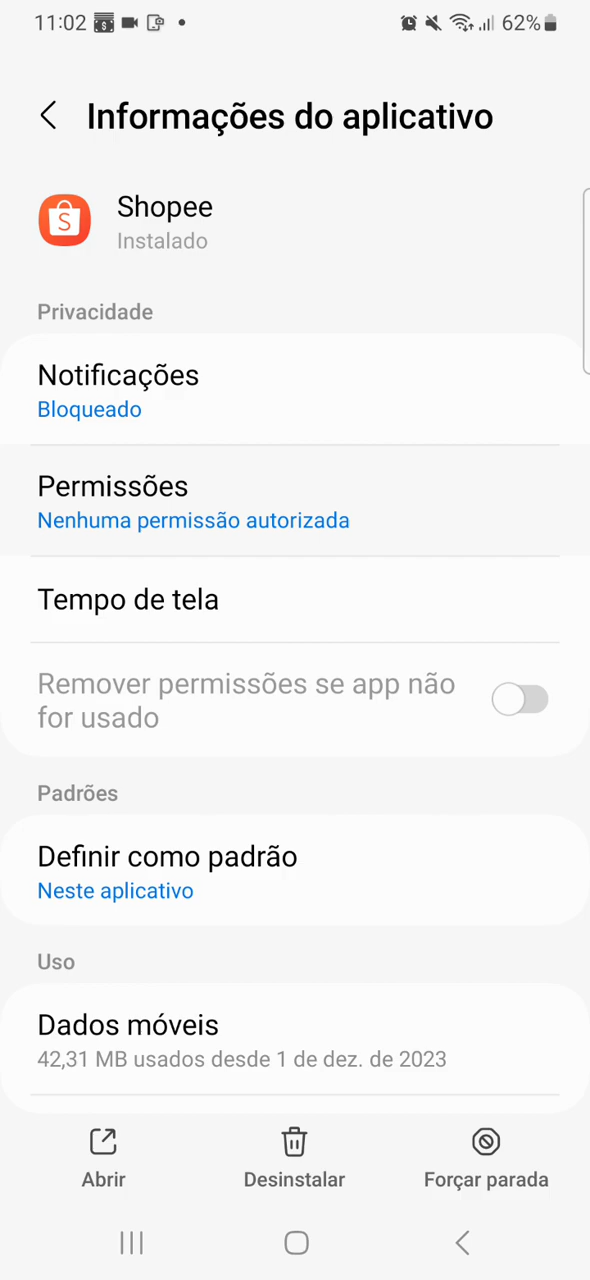 11:02 62%
Informações do aplicativo
Shopee
Instalado
Privacidade
Notificações
Bloqueado
Permissões
Nenhuma permissão autorizada
Tempo de tela
Remover permissões se app não
for usado
Padrões
Definir como padrão
Neste aplicativo
Uso
Dados móveis
42,31 MB usados desde 1 de dez. de 2023
Abrir Desinstalar Forçar parada